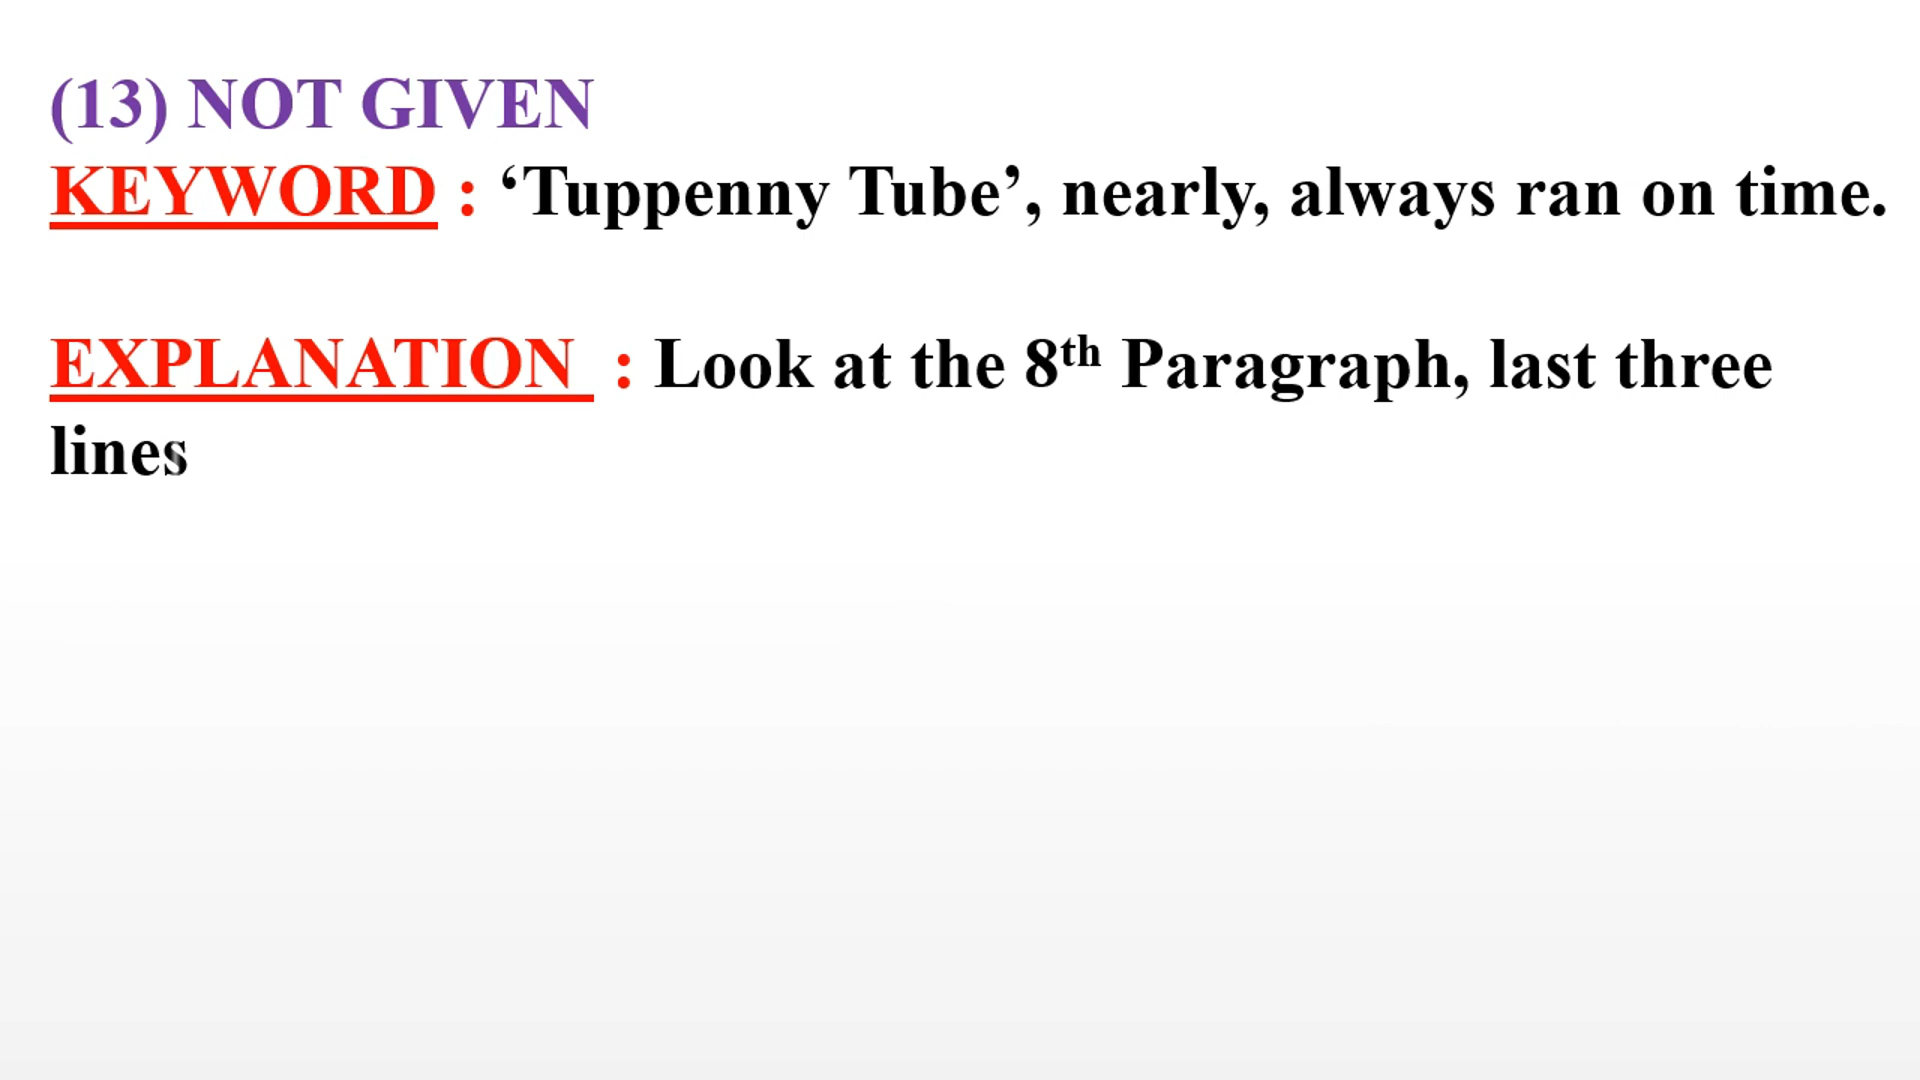 (13) NOT GIVEN
KEYWORD : ‘Tuppenny Tube’, nearly, always ran on time.
EXPLANATION : Look at the 8th Paragraph, last three
lines